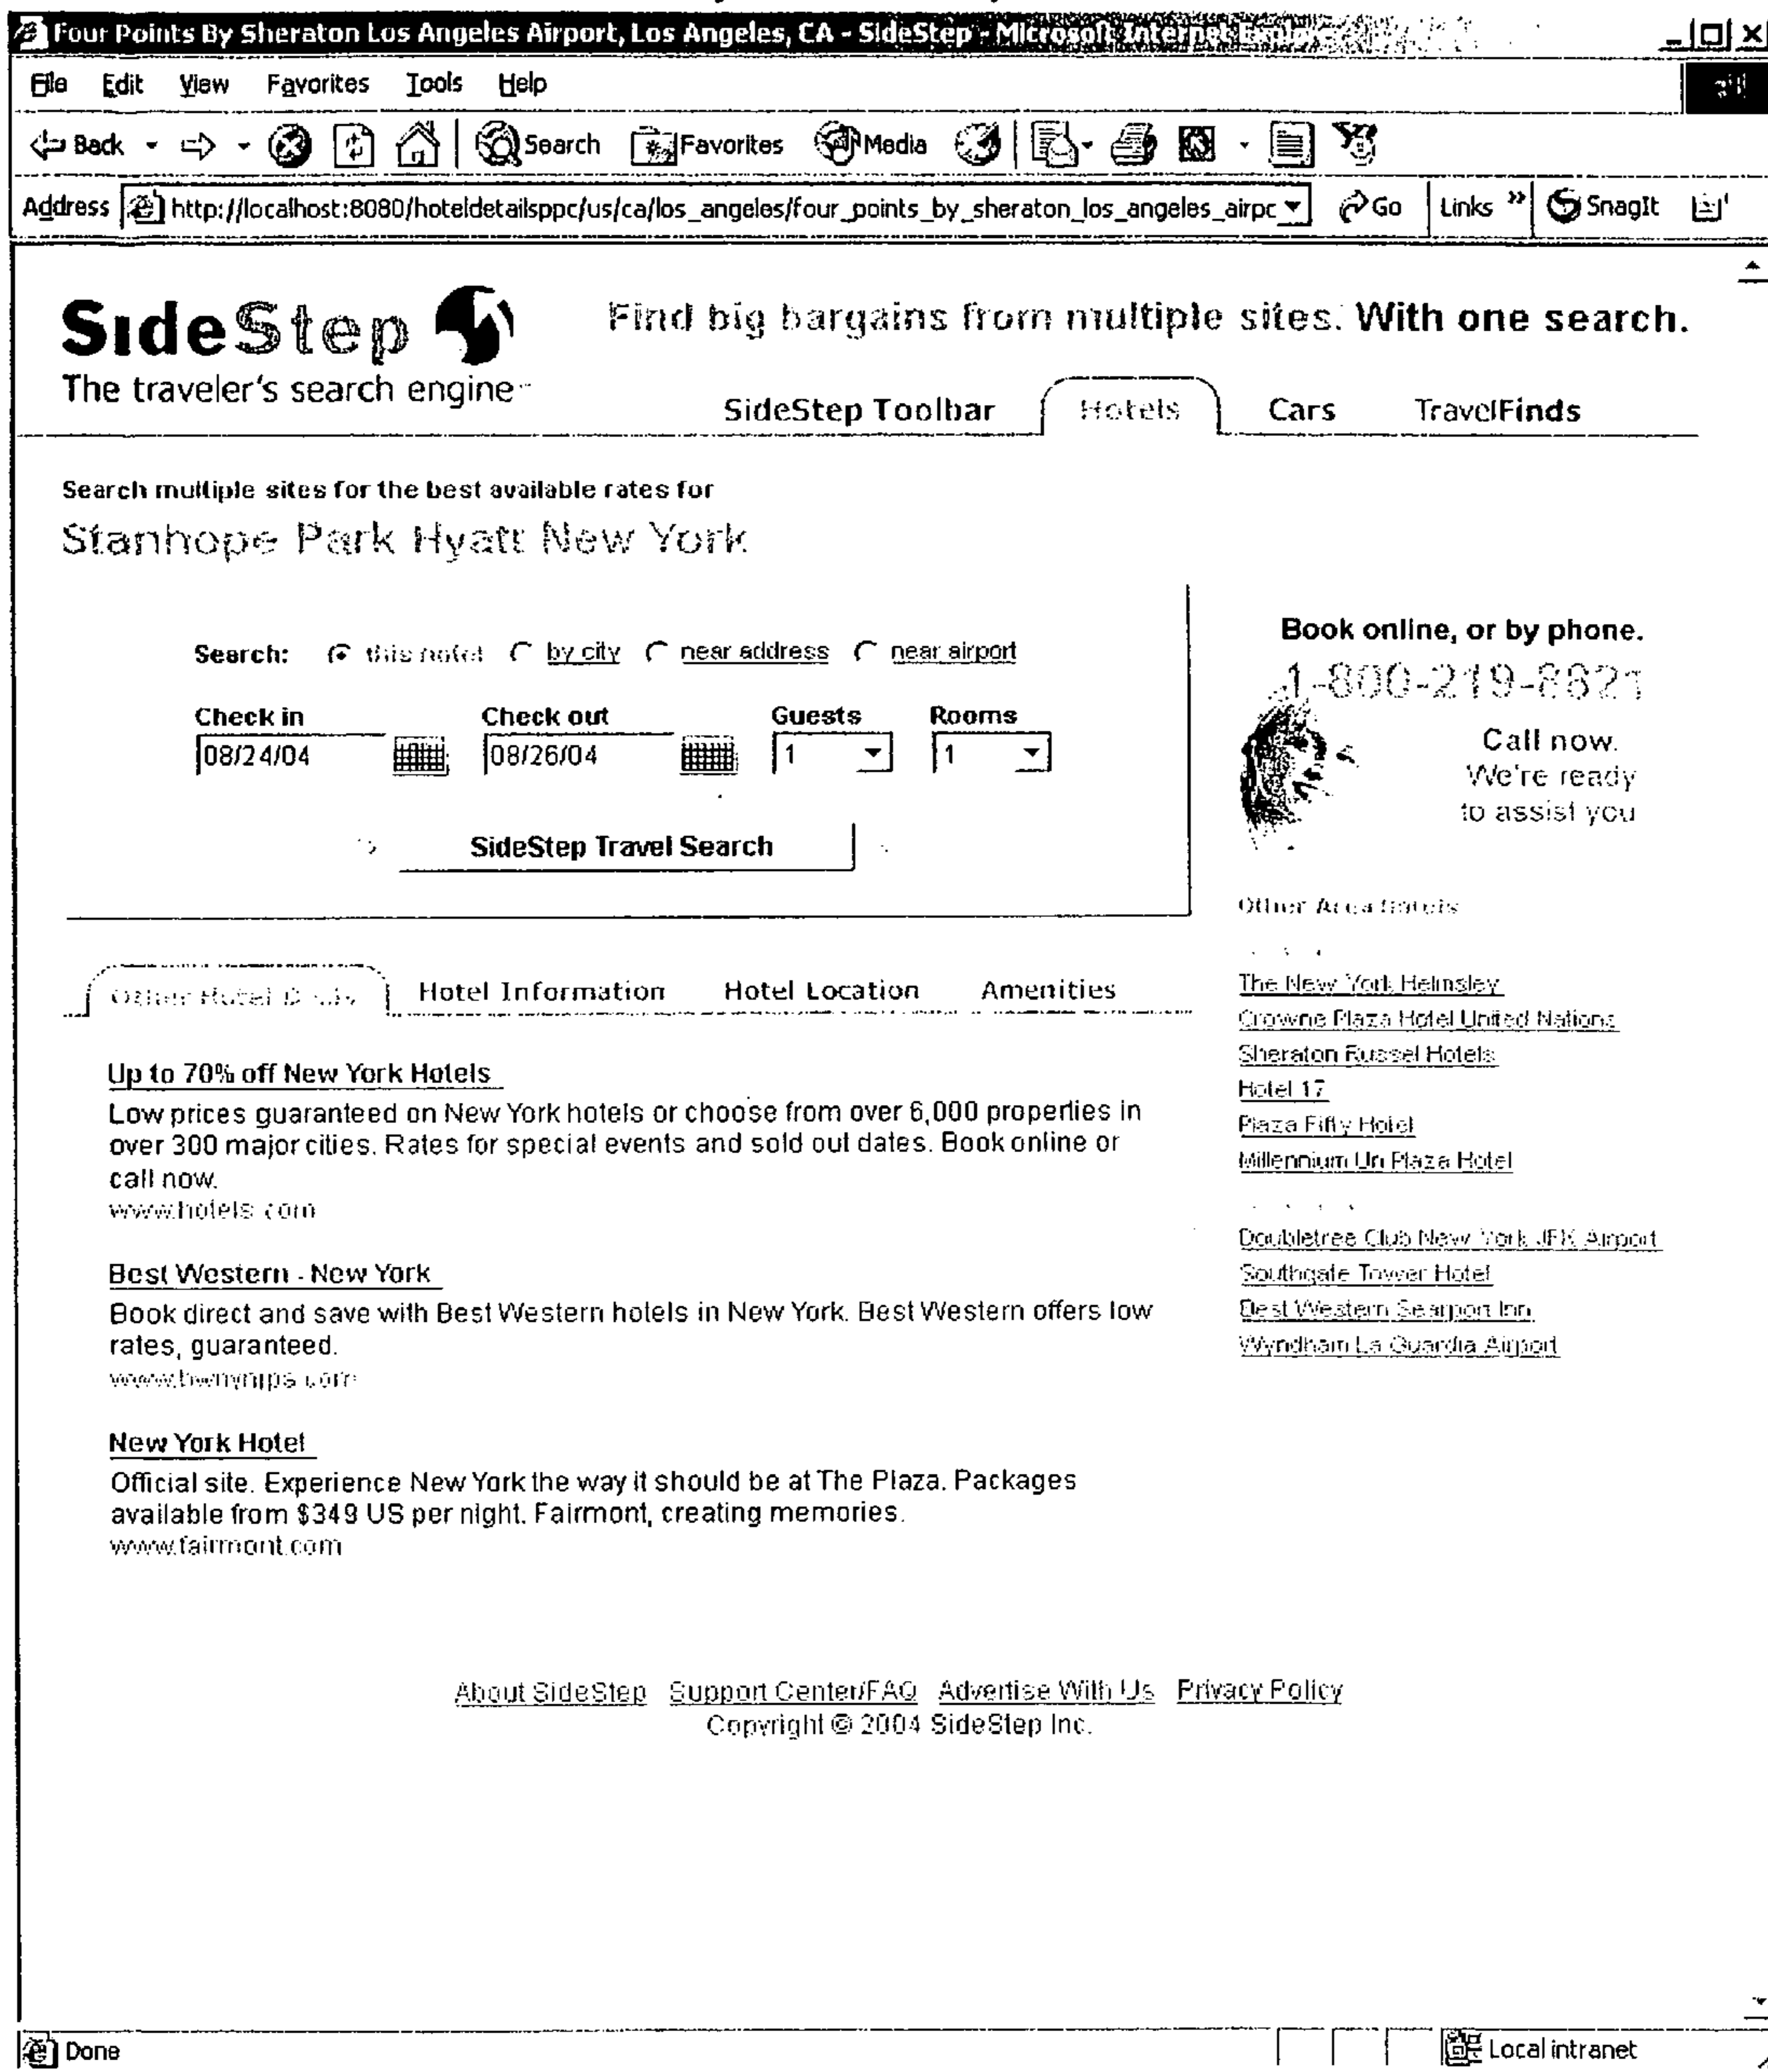 Four Points By Sheraton Los Angeles Airport, Los Angeles, CA - SideStep - Microsoft Internet
File Edit View Favorites Tools Help
Back Search Favorites Media
Address http://localhost:8080/hoteldetailsppc/us/ca/los_angeles/four_points_by_sheraton_los_angeles_airpc Go Links » SnagIt
SideStep
The traveler's search engine
Find big bargains from multiple sites. With one search.
SideStep Toolbar Hotels Cars TravelFinds
Search multiple sites for the best available rates for
Stanhope Park Hyatt New York
Search: this hotel by city near address near airport
Check in Check out Guests Rooms
08/24/04 08/26/04 1 1
SideStep Travel Search
Book online, or by phone.
1-800-219-8621
Call now.
We're ready
to assist you
Other Area Hotels
The New York Helmsley
Crowne Plaza Hotel United Nations
Sheraton Russel Hotels
Hotel 17
Plaza Fifty Hotel
Millennium Un Plaza Hotel
Doubletree Club New York JFK Airport
Southgate Tower Hotel
Best Western Searport Inn
Wyndham La Guardia Airport
Other Hotel Deals Hotel Information Hotel Location Amenities
Up to 70% off New York Hotels
Low prices guaranteed on New York hotels or choose from over 6,000 properties in
over 300 major cities. Rates for special events and sold out dates. Book online or
call now.
www.hotels.com
Best Western - New York
Book direct and save with Best Western hotels in New York. Best Western offers low
rates, guaranteed.
New York Hotel
Official site. Experience New York the way it should be at The Plaza. Packages
available from $349 US per night. Fairmont, creating memories.
www.fairmont.com
About SideStep Support Center/FAQ Advertise With Us Privacy Policy
Copyright © 2004 SideStep Inc.
Done Local intranet